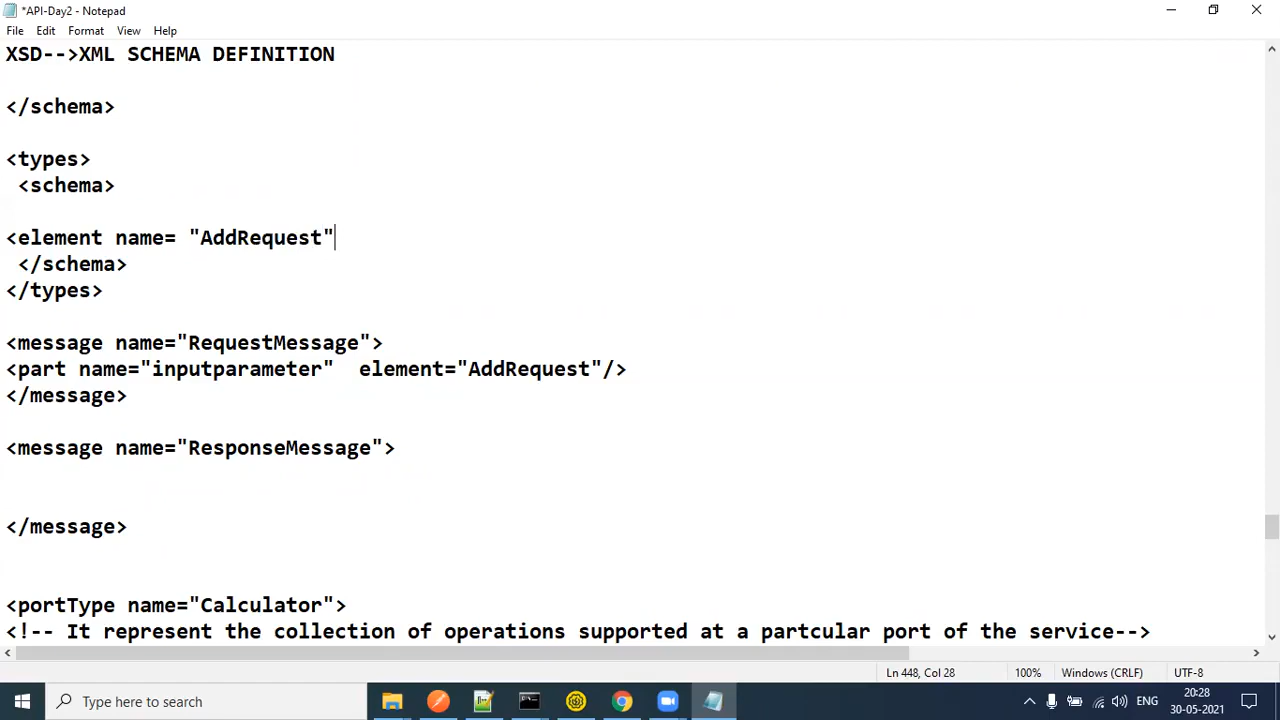 *API-Day2 - Notepad
File Edit Format View Help
XSD-->XML SCHEMA DEFINITION
</schema>
<types>
<schema>
<element name= "AddRequest"
</schema>
</types>
<message name="RequestMessage">
<part name="inputparameter"  element="AddRequest"/>
</message>
<message name="ResponseMessage">
</message>
<portType name="Calculator">
<!-- It represent the collection of operations supported at a partcular port of the service-->
Ln 448, Col 28 100% Windows (CRLF) UTF-8
Type here to search
ENG
20:28
30-05-2021